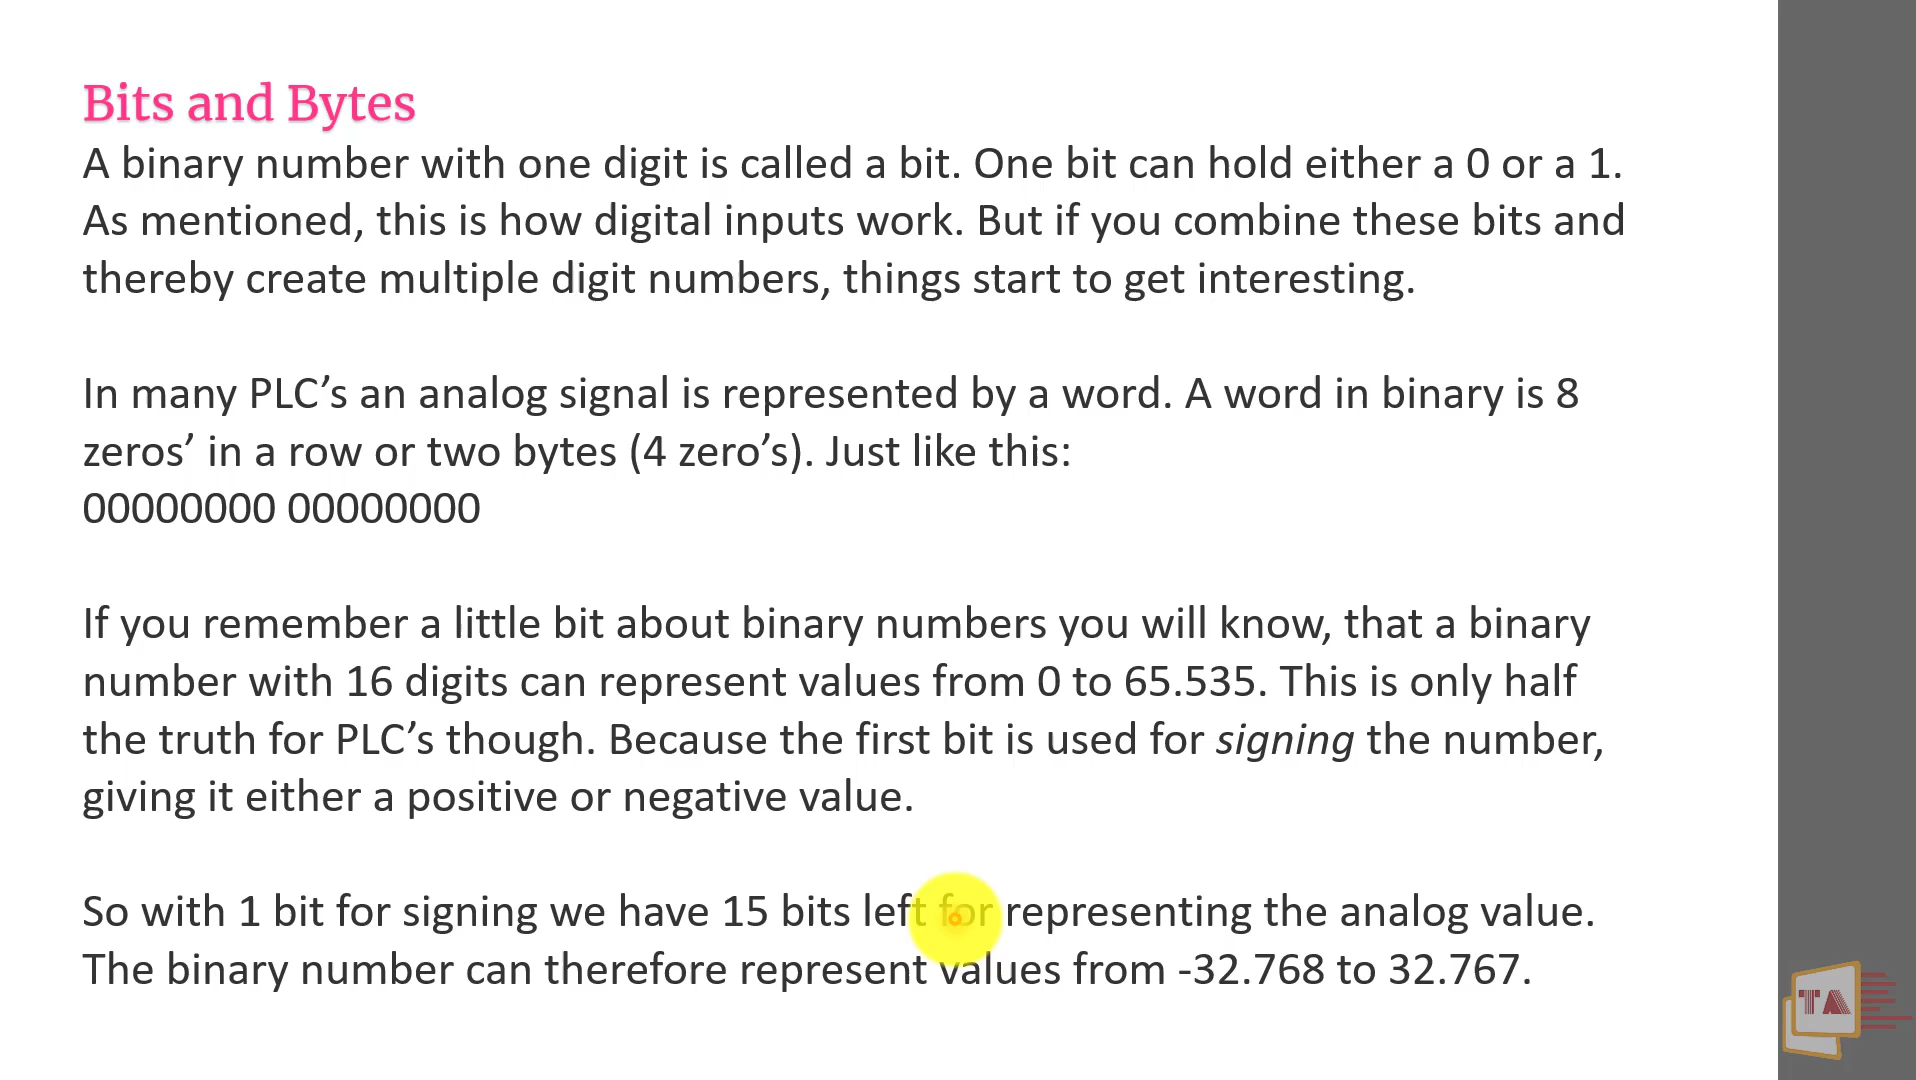 Bits and Bytes
A binary number with one digit is called a bit. One bit can hold either a 0 or a 1.
As mentioned, this is how digital inputs work. But if you combine these bits and
thereby create multiple digit numbers, things start to get interesting.
In many PLC’s an analog signal is represented by a word. A word in binary is 8
zeros’ in a row or two bytes (4 zero’s). Just like this:
00000000 00000000
If you remember a little bit about binary numbers you will know, that a binary
number with 16 digits can represent values from 0 to 65.535. This is only half
the truth for PLC’s though. Because the first bit is used for signing the number,
giving it either a positive or negative value.
So with 1 bit for signing we have 15 bits left for representing the analog value.
The binary number can therefore represent values from -32.768 to 32.767.
TA